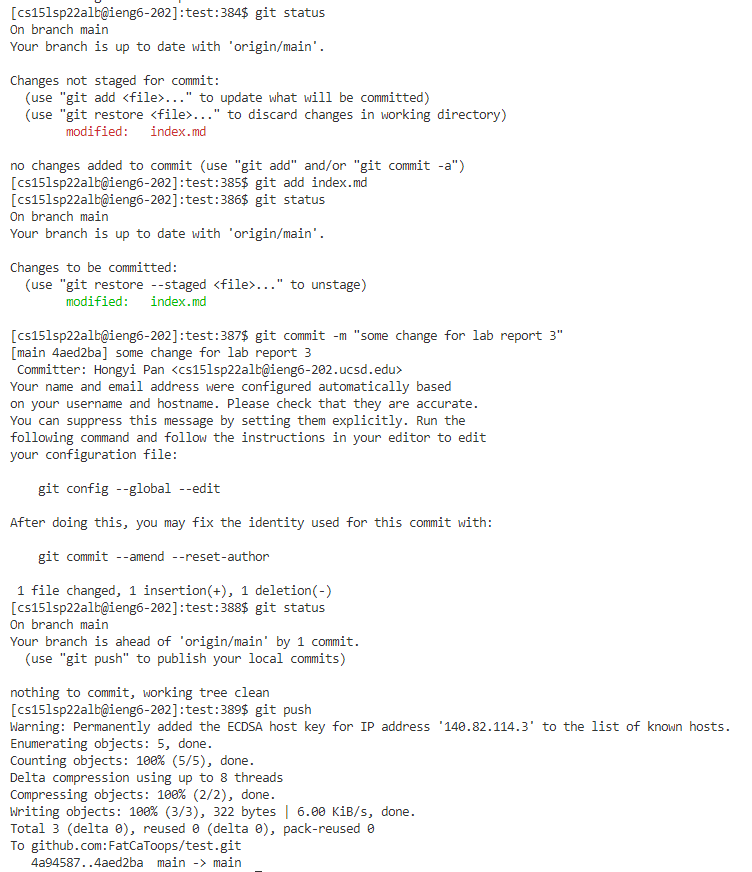 [cs15lsp22alb@ieng6-202]:test:384$ git status
On branch main
Your branch is up to date with 'origin/main'.

Changes not staged for commit:
  (use "git add <file>..." to update what will be committed)
  (use "git restore <file>..." to discard changes in working directory)
        modified:   index.md

no changes added to commit (use "git add" and/or "git commit -a")
[cs15lsp22alb@ieng6-202]:test:385$ git add index.md
[cs15lsp22alb@ieng6-202]:test:386$ git status
On branch main
Your branch is up to date with 'origin/main'.

Changes to be committed:
  (use "git restore --staged <file>..." to unstage)
        modified:   index.md

[cs15lsp22alb@ieng6-202]:test:387$ git commit -m "some change for lab report 3"
[main 4aed2ba] some change for lab report 3
 Committer: Hongyi Pan <cs15lsp22alb@ieng6-202.ucsd.edu>
Your name and email address were configured automatically based
on your username and hostname. Please check that they are accurate.
You can suppress this message by setting them explicitly. Run the
following command and follow the instructions in your editor to edit
your configuration file:

    git config --global --edit

After doing this, you may fix the identity used for this commit with:

    git commit --amend --reset-author

 1 file changed, 1 insertion(+), 1 deletion(-)
[cs15lsp22alb@ieng6-202]:test:388$ git status
On branch main
Your branch is ahead of 'origin/main' by 1 commit.
  (use "git push" to publish your local commits)

nothing to commit, working tree clean
[cs15lsp22alb@ieng6-202]:test:389$ git push
Warning: Permanently added the ECDSA host key for IP address '140.82.114.3' to the list of known hosts.
Enumerating objects: 5, done.
Counting objects: 100% (5/5), done.
Delta compression using up to 8 threads
Compressing objects: 100% (2/2), done.
Writing objects: 100% (3/3), 322 bytes | 6.00 KiB/s, done.
Total 3 (delta 0), reused 0 (delta 0), pack-reused 0
To github.com:FatCaToops/test.git
   4a94587..4aed2ba  main -> main